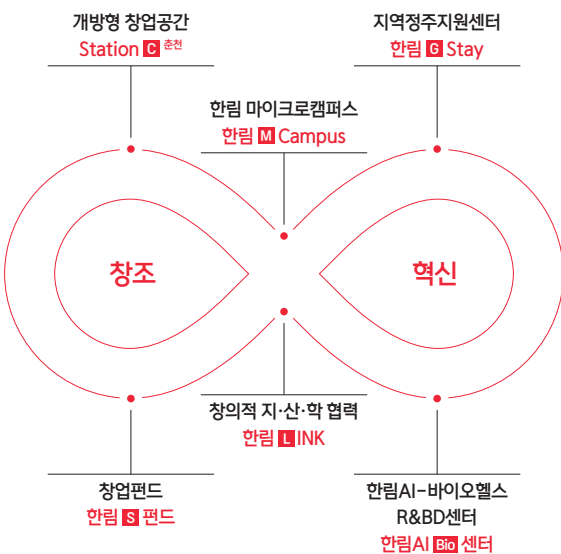 개방형 창업공간
Station C 춘천
지역정주지원센터
한림 G Stay
한림 마이크로캠퍼스
한림 M Campus
창조
혁신
창의적 지·산·학 협력
한림 LINK
창업펀드
한림 S 펀드
한림AI-바이오헬스
R&BD센터
한림AI Bio 센터